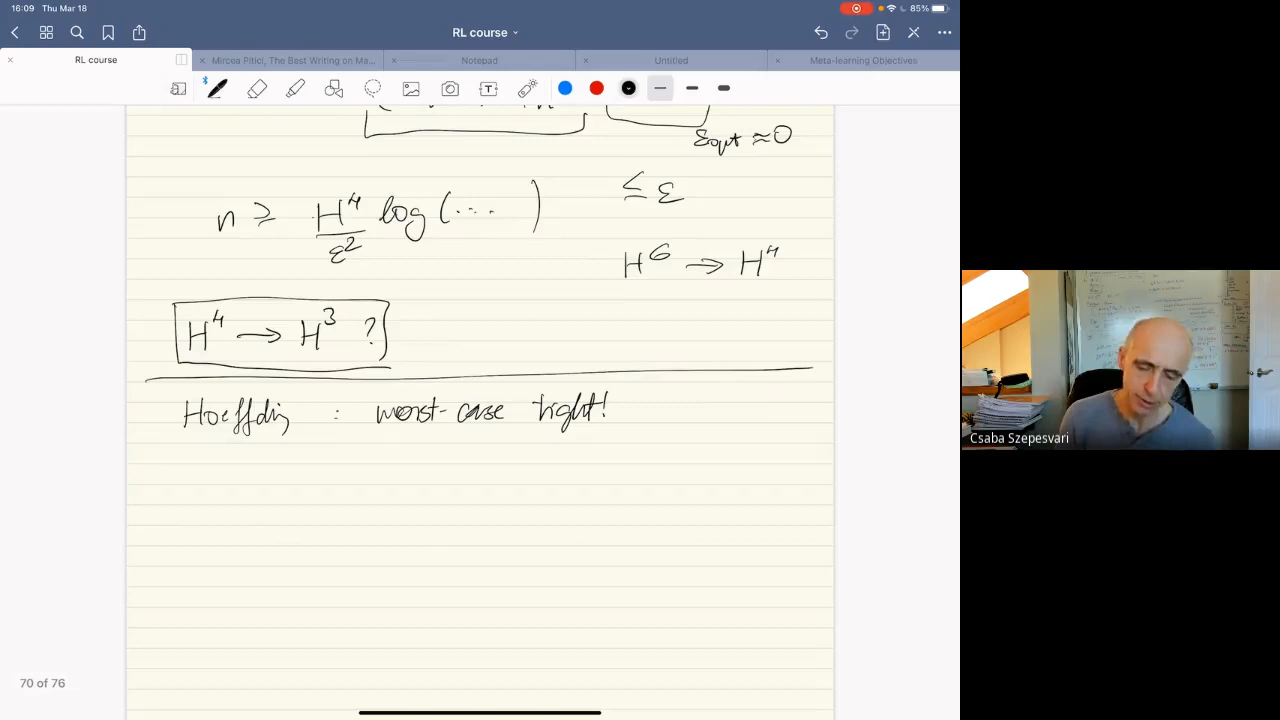 16:09 Thu Mar 18
85%
RL course
RL course
Mircea Pitici, The Best Writing on Ma...
Notepad
Untitled
Meta-learning Objectives
εopt ≈ 0
≤ ε
n ≥ H⁴/ε² log(...)
H⁶ → H⁴
H⁴ → H³ ?
Hoeffding : worst-case tight!
Csaba Szepesvari
70 of 76